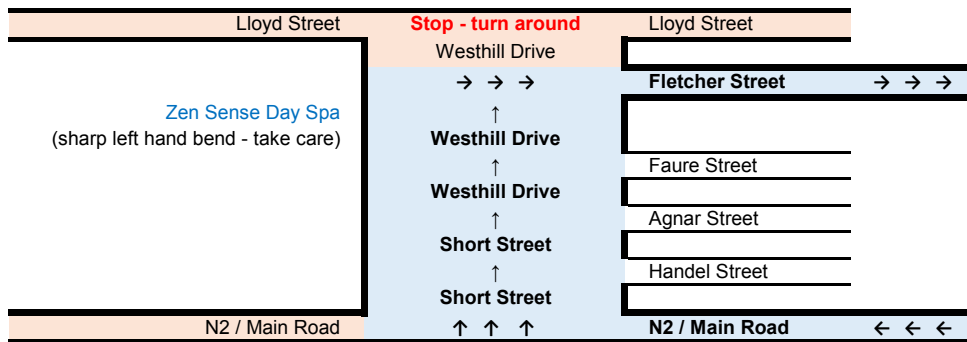 Lloyd Street Stop - turn around Lloyd Street
Westhill Drive
→ → → Fletcher Street → → →
Zen Sense Day Spa ↑
(sharp left hand bend - take care) Westhill Drive
↑ Faure Street
Westhill Drive
↑ Agnar Street
Short Street
↑ Handel Street
Short Street
N2 / Main Road ↑ ↑ ↑ N2 / Main Road ← ← ←